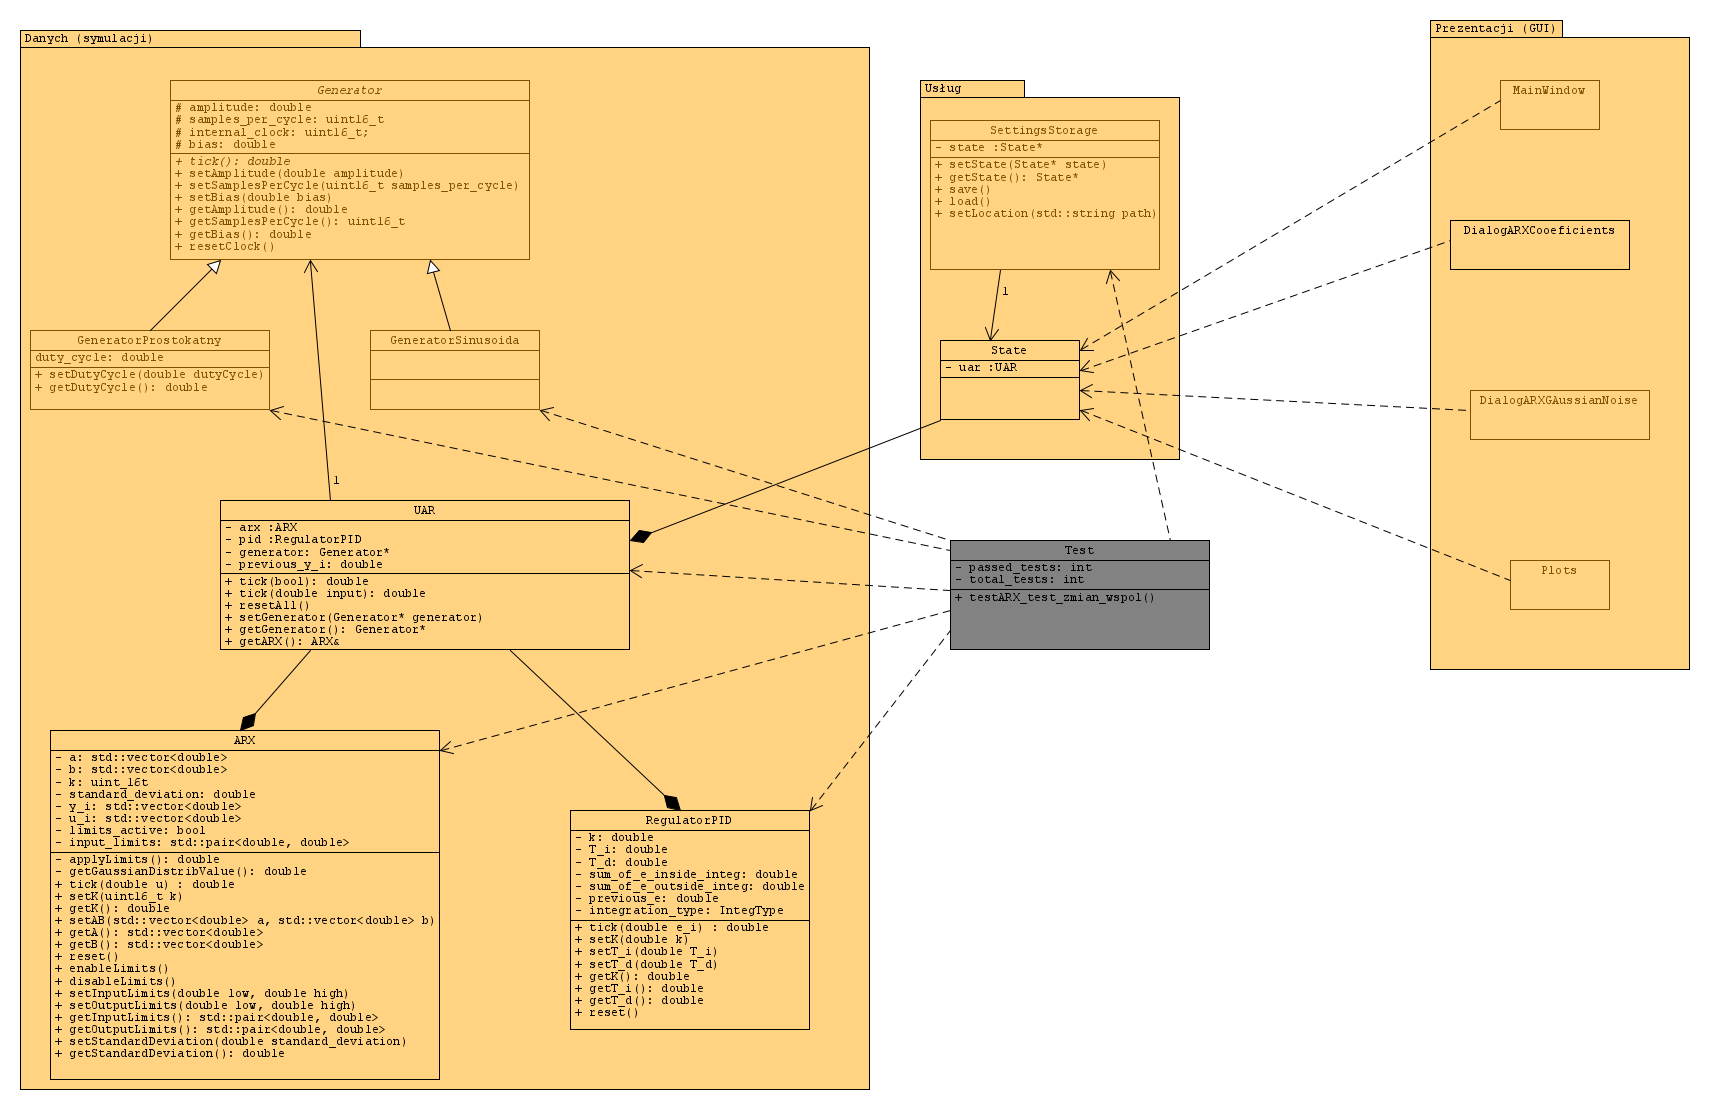 Danych (symulacji)
Generator
# amplitude: double
# samples_per_cycle: uint16_t
# internal_clock: uint16_t;
# bias: double
+ tick(): double
+ setAmplitude(double amplitude)
+ setSamplesPerCycle(uint16_t samples_per_cycle)
+ setBias(double bias)
+ getAmplitude(): double
+ getSamplesPerCycle(): uint16_t
+ getBias(): double
+ resetClock()
GeneratorProstokatny
duty_cycle: double
+ setDutyCycle(double dutyCycle)
+ getDutyCycle(): double
GeneratorSinusoida
1
UAR
- arx :ARX
- pid :RegulatorPID
- generator: Generator*
- previous_y_i: double
+ tick(bool): double
+ tick(double input): double
+ resetAll()
+ setGenerator(Generator* generator)
+ getGenerator(): Generator*
+ getARX(): ARX&
ARX
- a: std::vector<double>
- b: std::vector<double>
- k: uint_16t
- standard_deviation: double
- y_i: std::vector<double>
- u_i: std::vector<double>
- limits_active: bool
- input_limits: std::pair<double, double>
- applyLimits(): double
- getGaussianDistribValue(): double
+ tick(double u) : double
+ setK(uint16_t k)
+ getK(): double
+ setAB(std::vector<double> a, std::vector<double> b)
+ getA(): std::vector<double>
+ getB(): std::vector<double>
+ reset()
+ enableLimits()
+ disableLimits()
+ setInputLimits(double low, double high)
+ setOutputLimits(double low, double high)
+ getInputLimits(): std::pair<double, double>
+ getOutputLimits(): std::pair<double, double>
+ setStandardDeviation(double standard_deviation)
+ getStandardDeviation(): double
RegulatorPID
- k: double
- T_i: double
- T_d: double
- sum_of_e_inside_integ: double
- sum_of_e_outside_integ: double
- previous_e: double
- integration_type: IntegType
+ tick(double e_i) : double
+ setK(double k)
+ setT_i(double T_i)
+ setT_d(double T_d)
+ getK(): double
+ getT_i(): double
+ getT_d(): double
+ reset()
Usług
SettingsStorage
- state :State*
+ setState(State* state)
+ getState(): State*
+ save()
+ load()
+ setLocation(std::string path)
1
State
- uar :UAR
Test
- passed_tests: int
- total_tests: int
+ testARX_test_zmian_wspol()
Prezentacji (GUI)
MainWindow
DialogARXCooeficients
DialogARXGAussianNoise
Plots